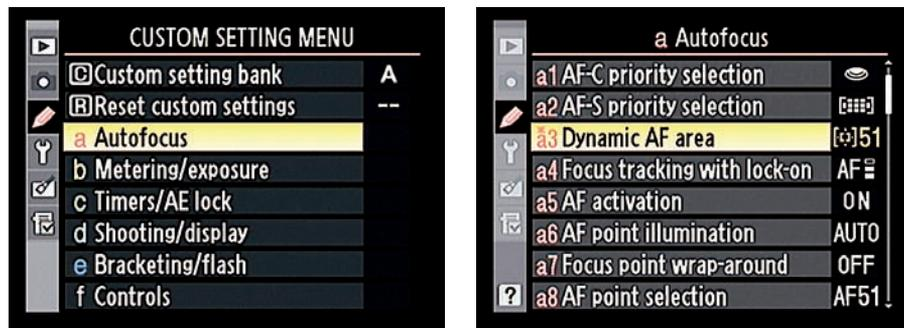 CUSTOM SETTING MENU
C Custom setting bank A
R Reset custom settings --
a Autofocus
b Metering/exposure
c Timers/AE lock
d Shooting/display
e Bracketing/flash
f Controls
a Autofocus
a1 AF-C priority selection
a2 AF-S priority selection
a3 Dynamic AF area 51
a4 Focus tracking with lock-on AF
a5 AF activation ON
a6 AF point illumination AUTO
a7 Focus point wrap-around OFF
? a8 AF point selection AF51